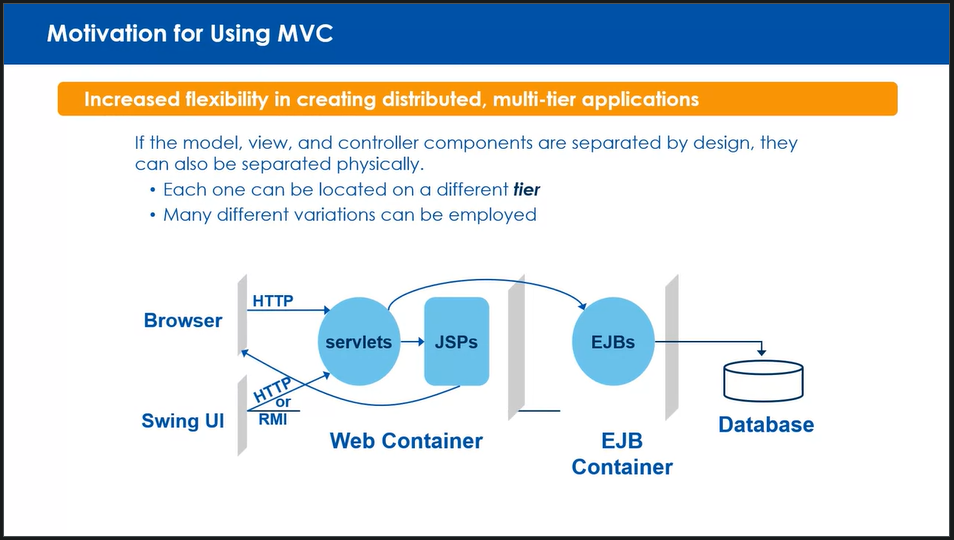 Motivation for Using MVC
Increased flexibility in creating distributed, multi-tier applications
If the model, view, and controller components are separated by design, they
can also be separated physically.
• Each one can be located on a different tier
• Many different variations can be employed
HTTP
Browser
servlets
JSPs
EJBs
HTTP
or
RMI
Swing UI
Web Container
EJB
Container
Database